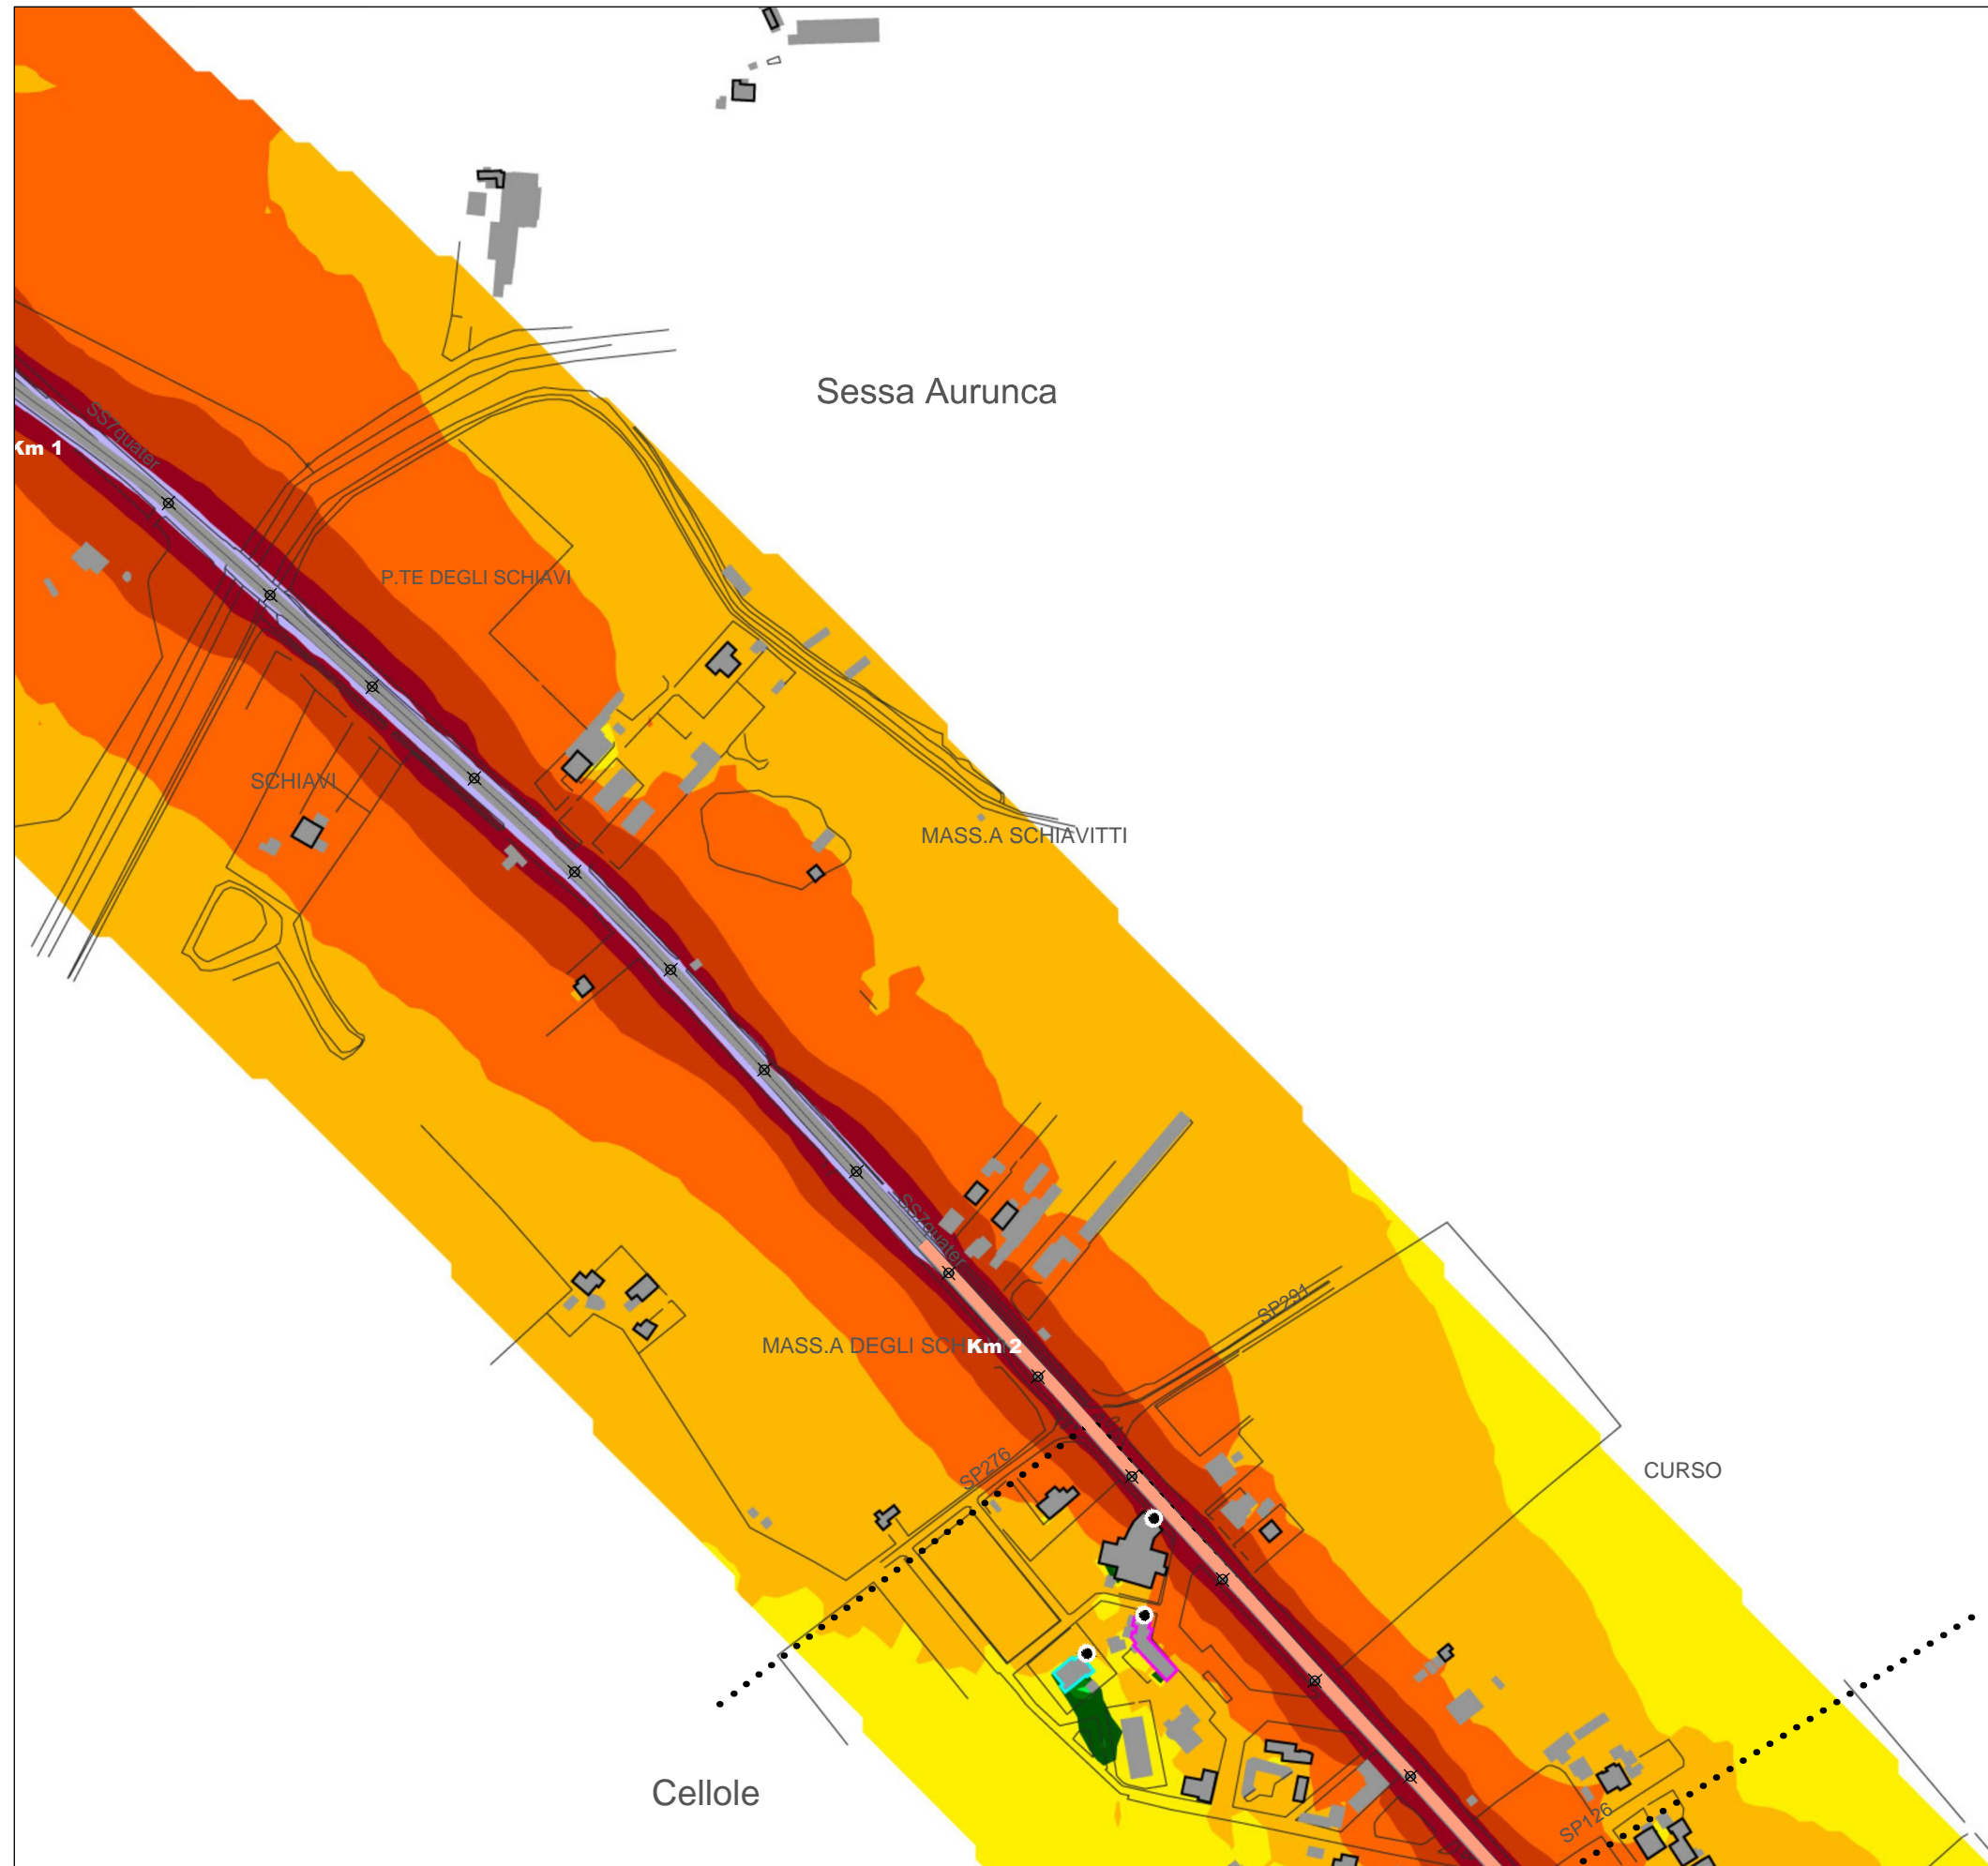 Sessa Aurunca
SS7quater
Km 1
P.TE DEGLI SCHIAVI
SCHIAVI
MASS.A SCHIAVITTI
SS7quater
SP291
MASS.A DEGLI SCH
Km 2
SP276
CURSO
Cellole
SP126